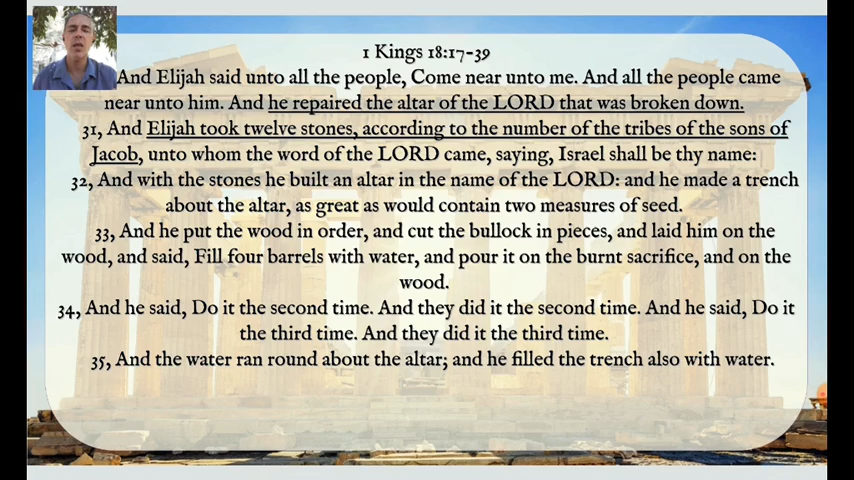 1 Kings 18:17-39
And Elijah said unto all the people, Come near unto me. And all the people came
near unto him. And he repaired the altar of the LORD that was broken down.
31, And Elijah took twelve stones, according to the number of the tribes of the sons of
Jacob, unto whom the word of the LORD came, saying, Israel shall be thy name:
32, And with the stones he built an altar in the name of the LORD: and he made a trench
about the altar, as great as would contain two measures of seed.
33, And he put the wood in order, and cut the bullock in pieces, and laid him on the
wood, and said, Fill four barrels with water, and pour it on the burnt sacrifice, and on the
wood.
34, And he said, Do it the second time. And they did it the second time. And he said, Do it
the third time. And they did it the third time.
35, And the water ran round about the altar; and he filled the trench also with water.